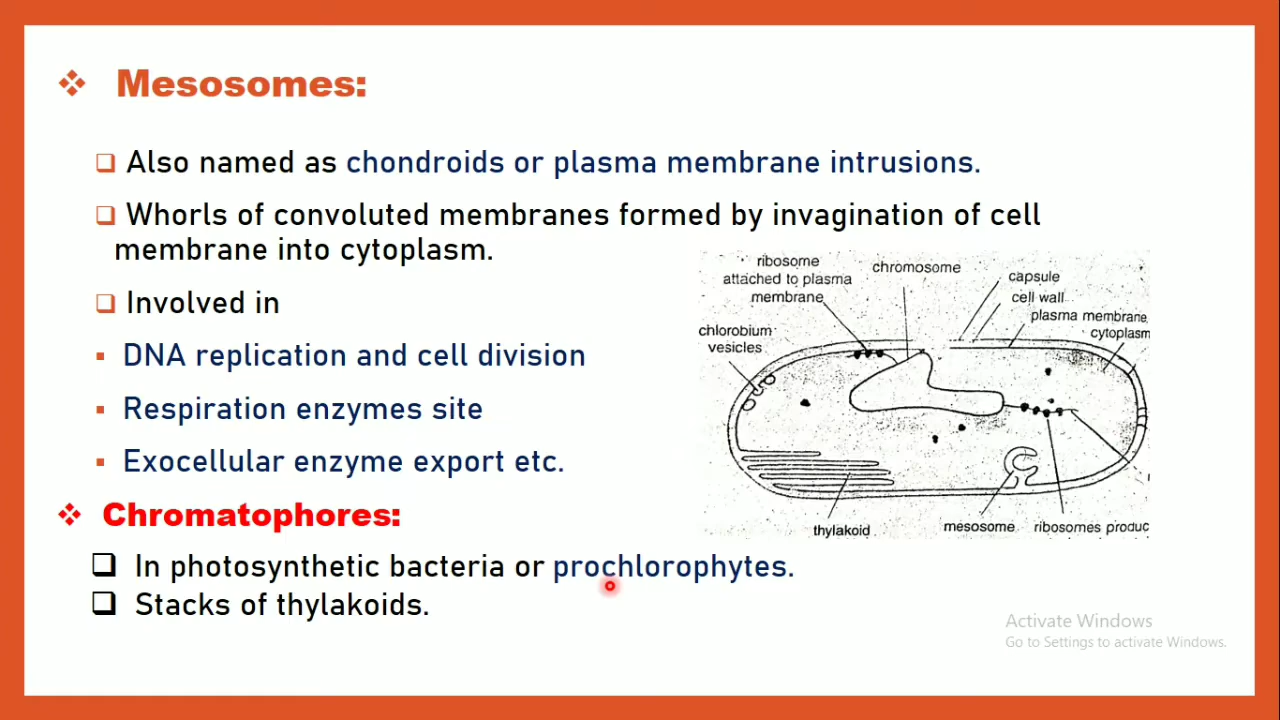 Mesosomes:
Also named as chondroids or plasma membrane intrusions.
Whorls of convoluted membranes formed by invagination of cell
membrane into cytoplasm.
Involved in
DNA replication and cell division
Respiration enzymes site
Exocellular enzyme export etc.
ribosome
attached to plasma
membrane
chromosome
capsule
cell wall
plasma membrane
cytoplasm
chlorobium
vesicles
thylakoid
mesosome
ribosomes produc
Chromatophores:
In photosynthetic bacteria or prochlorophytes.
Stacks of thylakoids.
Activate Windows
Go to Settings to activate Windows.